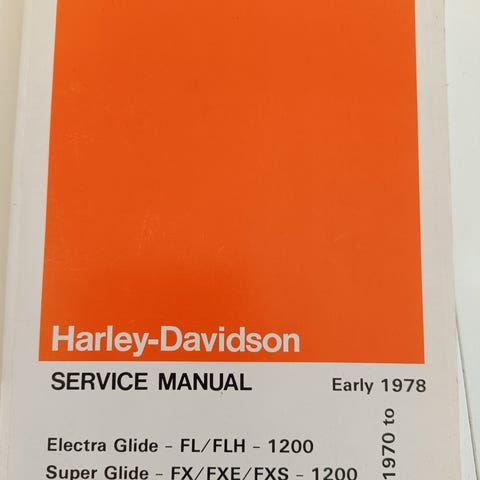 Harley-Davidson
SERVICE MANUAL
Early 1978
1970 to
Electra Glide – FL/FLH – 1200
Super Glide – FX/FXE/FXS – 1200